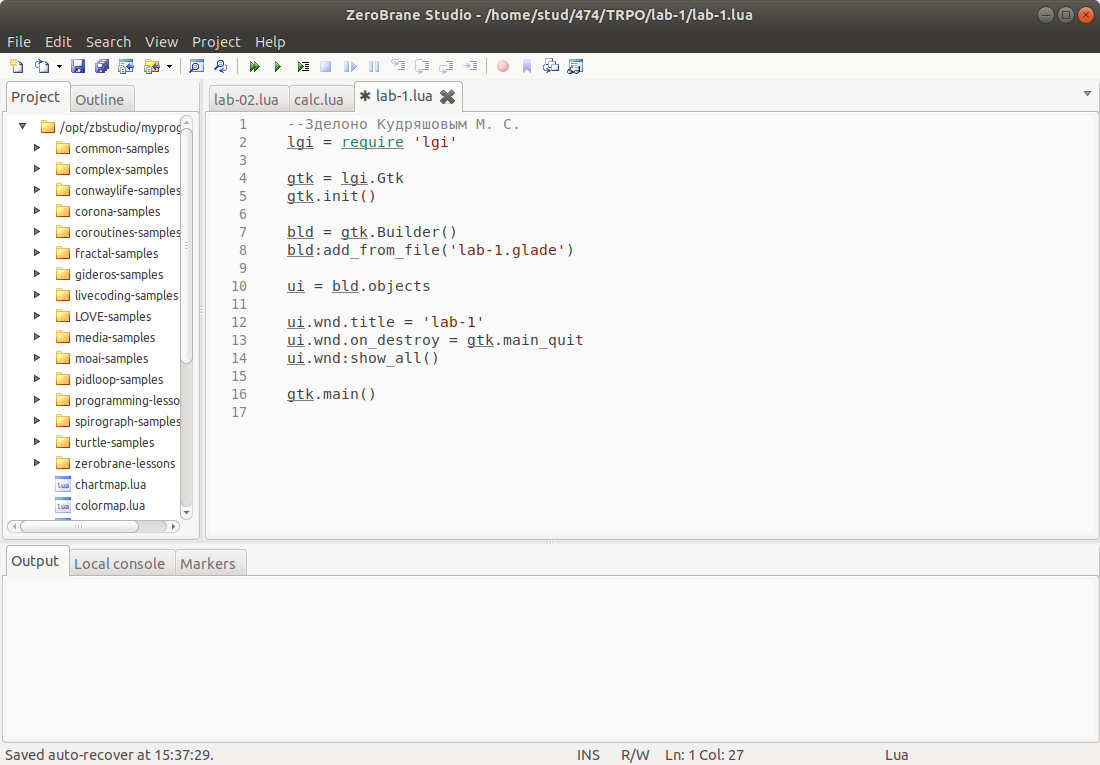 ZeroBrane Studio - /home/stud/474/TRPO/lab-1/lab-1.lua
File Edit Search View Project Help
Project Outline
/opt/zbstudio/myprog
common-samples
complex-samples
conwaylife-samples
corona-samples
coroutines-samples
fractal-samples
gideros-samples
livecoding-samples
LOVE-samples
media-samples
moai-samples
pidloop-samples
programming-lesso
spirograph-samples
turtle-samples
zerobrane-lessons
chartmap.lua
colormap.lua
lab-02.lua calc.lua ✱ lab-1.lua
1 --Зделоно Кудряшовым М. С.
2 lgi = require 'lgi'
3
4 gtk = lgi.Gtk
5 gtk.init()
6
7 bld = gtk.Builder()
8 bld:add_from_file('lab-1.glade')
9
10 ui = bld.objects
11
12 ui.wnd.title = 'lab-1'
13 ui.wnd.on_destroy = gtk.main_quit
14 ui.wnd:show_all()
15
16 gtk.main()
17
Output Local console Markers
Saved auto-recover at 15:37:29. INS R/W Ln: 1 Col: 27 Lua